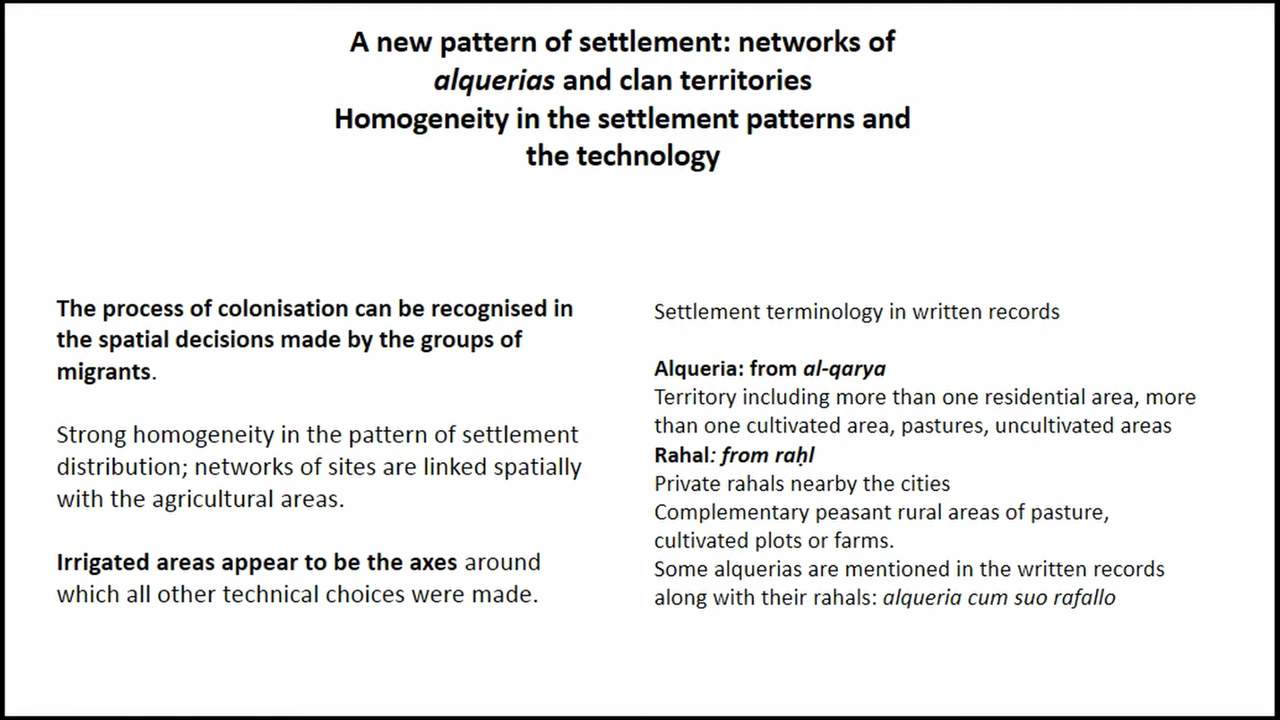 A new pattern of settlement: networks of
alquerias and clan territories
Homogeneity in the settlement patterns and
the technology
The process of colonisation can be recognised in
the spatial decisions made by the groups of
migrants.
Strong homogeneity in the pattern of settlement
distribution; networks of sites are linked spatially
with the agricultural areas.
Irrigated areas appear to be the axes around
which all other technical choices were made.
Settlement terminology in written records
Alqueria: from al-qarya
Territory including more than one residential area, more
than one cultivated area, pastures, uncultivated areas
Rahal: from raḥl
Private rahals nearby the cities
Complementary peasant rural areas of pasture,
cultivated plots or farms.
Some alquerias are mentioned in the written records
along with their rahals: alqueria cum suo rafallo